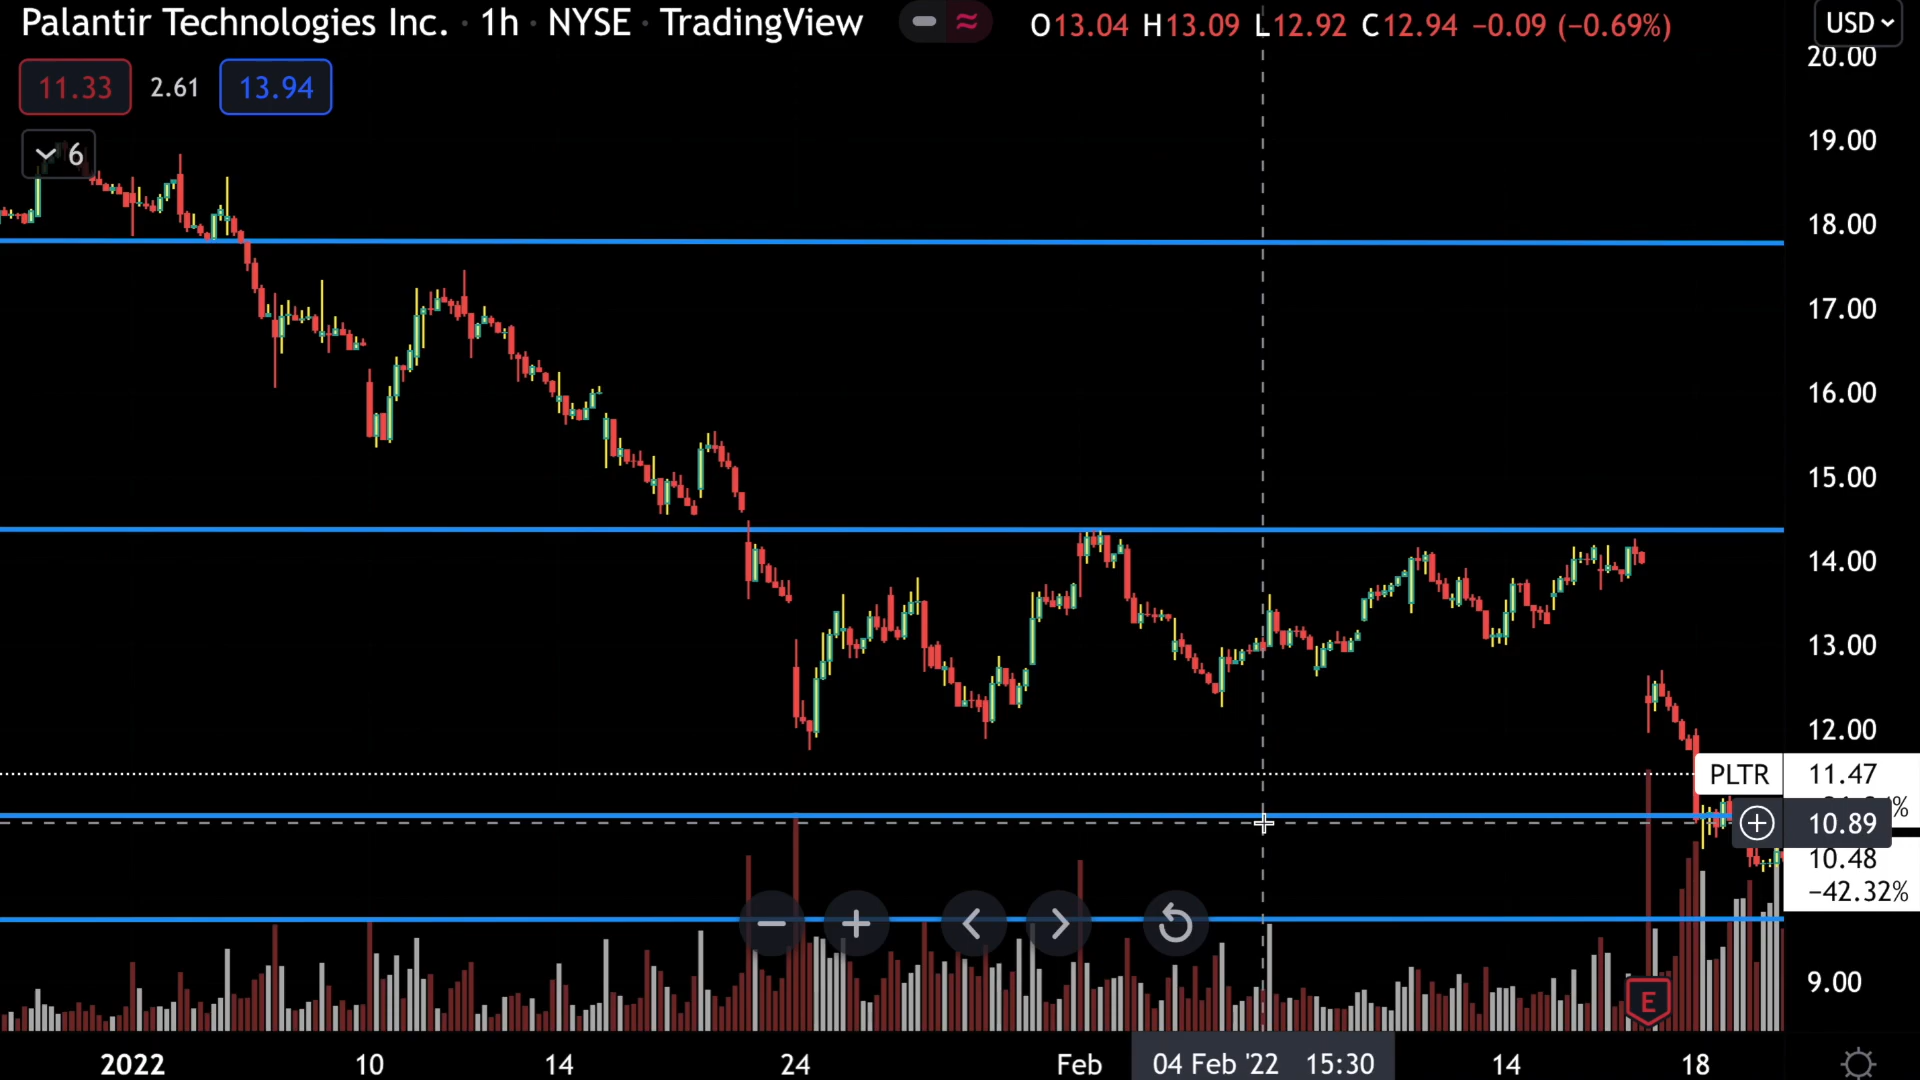 Palantir Technologies Inc. · 1h · NYSE · TradingView
O13.04 H13.09 L12.92 C12.94 −0.09 (−0.69%)
USD
11.33 2.61 13.94
6
20.00
19.00
18.00
17.00
16.00
15.00
14.00
13.00
12.00
PLTR 11.47
10.89
10.48
−42.32%
9.00
E
2022 10 14 24 Feb 04 Feb '22 15:30 14 18